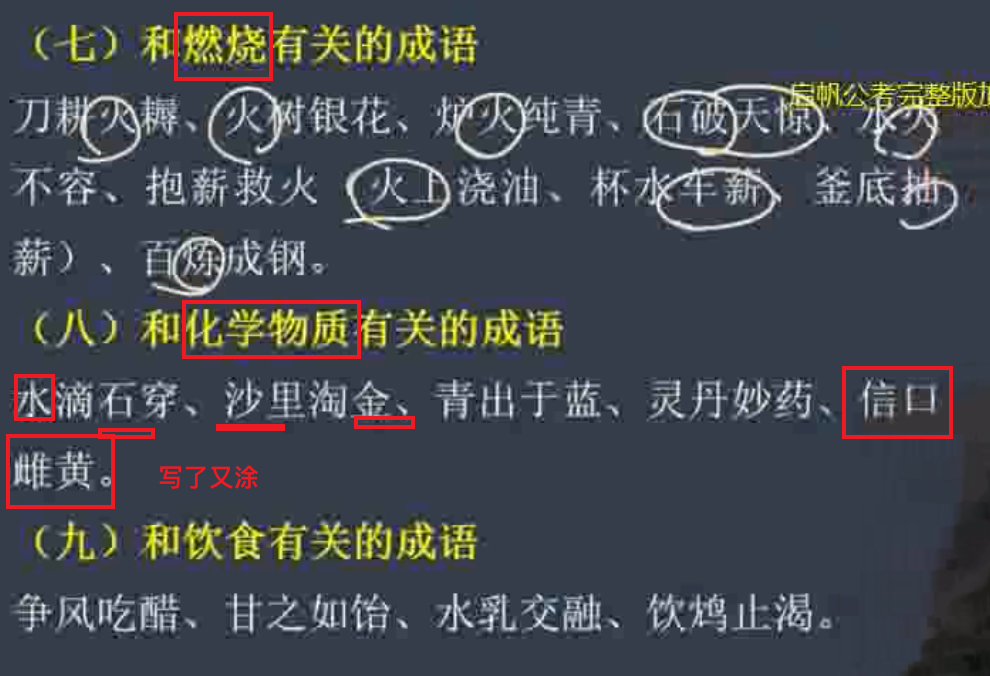 （七）和燃烧有关的成语
启帆公考完整版加
刀耕火耨、火树银花、炉火纯青、石破天惊、水火
不容、抱薪救火 火上浇油、杯水车薪、釜底抽
薪）、百炼成钢。
（八）和化学物质有关的成语
水滴石穿、沙里淘金、青出于蓝、灵丹妙药、信口
雌黄。 写了又涂
（九）和饮食有关的成语
争风吃醋、甘之如饴、水乳交融、饮鸩止渴。